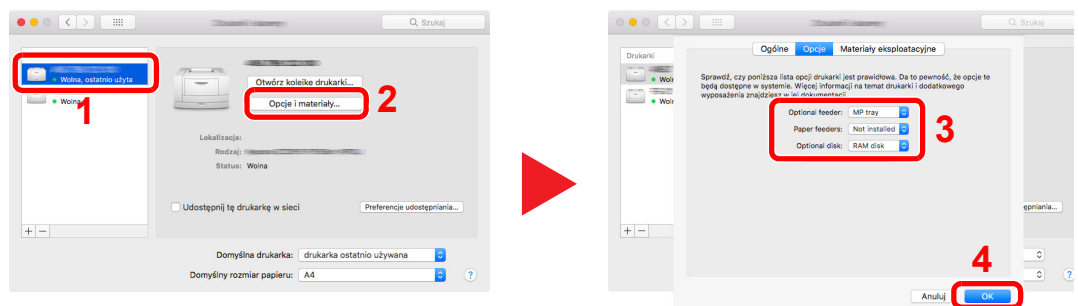 Szukaj
Wolna, ostatnio użyta
1
Wolna
Otwórz kolejkę drukarki...
Opcje i materiały...
2
Lokalizacja:
Rodzaj:
Status: Wolna
Udostępnij tę drukarkę w sieci
Preferencje udostępniania...
+ −
Domyślna drukarka: drukarka ostatnio używana
Domyślny rozmiar papieru: A4
?
Szukaj
Drukarki
Ogólne Opcje Materiały eksploatacyjne
Sprawdź, czy poniższa lista opcji drukarki jest prawidłowa. Da to pewność, że opcje te
będą dostępne w systemie. Więcej informacji na temat drukarki i dodatkowego
wyposażenia znajdziesz w jej dokumentacji.
Optional feeder: MP tray
Paper feeders: Not installed
Optional disk: RAM disk
3
+ −
4
?
Anuluj OK